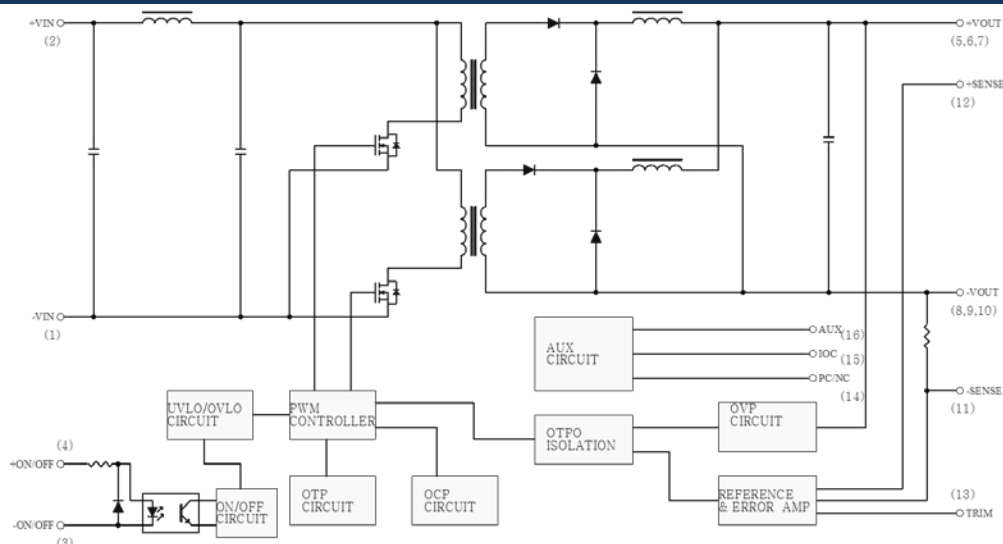 +VIN
(2)
-VIN
(1)
+VOUT
(5,6,7)
+SENSE
(12)
-VOUT
(8,9,10)
-SENSE
(11)
AUX
CIRCUIT
AUX
(16)
IOC
(15)
PC/NC
(14)
UVLO/OVLO
CIRCUIT
PWM
CONTROLLER
OTPO
ISOLATION
OVP
CIRCUIT
(4)
+ON/OFF
-ON/OFF
(3)
ON/OFF
CIRCUIT
OTP
CIRCUIT
OCP
CIRCUIT
REFERENCE
& ERROR AMP
(13)
TRIM